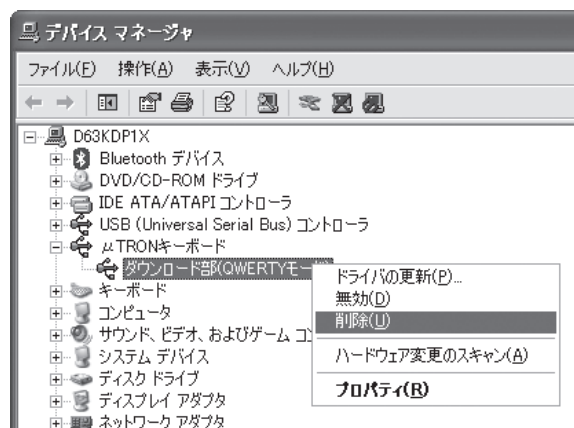 デバイス マネージャ
ファイル(F) 操作(A) 表示(V) ヘルプ(H)
D63KDP1X
Bluetooth デバイス
DVD/CD-ROM ドライブ
IDE ATA/ATAPI コントローラ
USB (Universal Serial Bus) コントローラ
μTRONキーボード
ダウンロード部(QWERTYモー
キーボード
コンピュータ
サウンド、ビデオ、およびゲーム コ
システム デバイス
ディスク ドライブ
ディスプレイ アダプタ
ネットワーク アダプタ
ドライバの更新(P)...
無効(D)
削除(U)
ハードウェア変更のスキャン(A)
プロパティ(R)